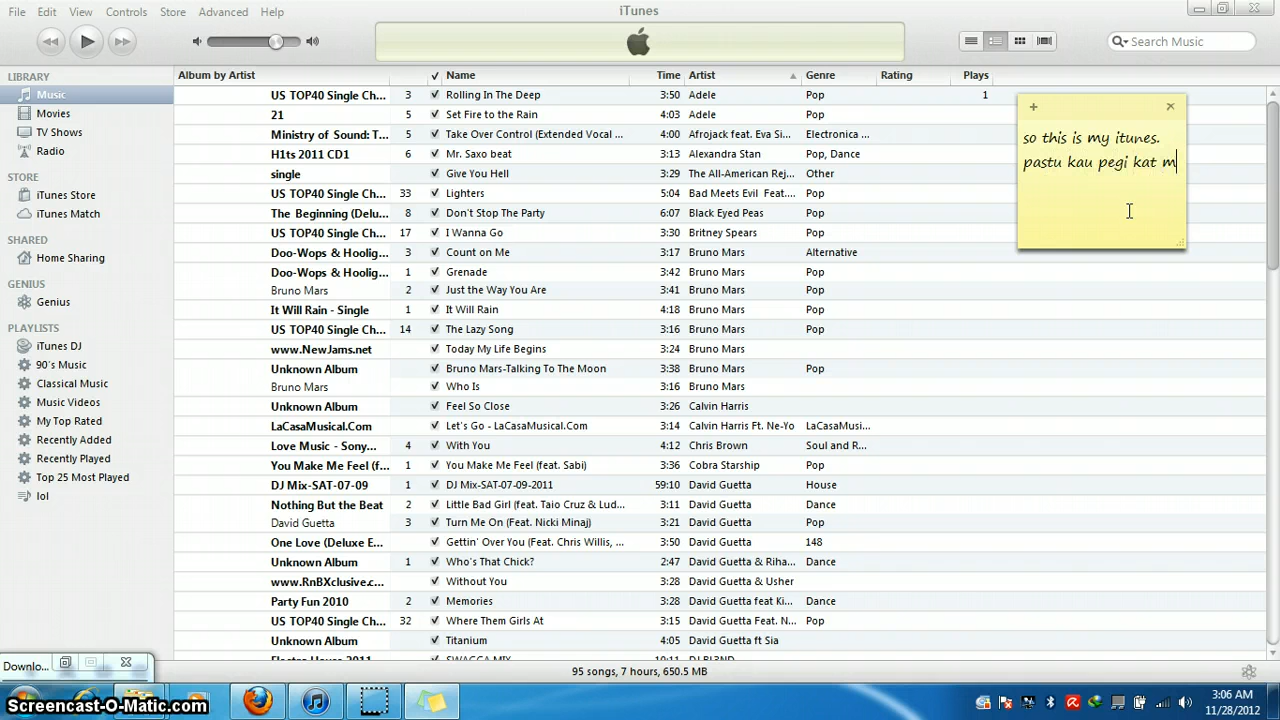 File Edit View Controls Store Advanced Help
iTunes
Search Music
LIBRARY
Music
Movies
TV Shows
Radio
STORE
iTunes Store
iTunes Match
SHARED
Home Sharing
GENIUS
Genius
PLAYLISTS
iTunes DJ
90's Music
Classical Music
Music Videos
My Top Rated
Recently Added
Recently Played
Top 25 Most Played
lol
Album by Artist ✓ Name Time Artist Genre Rating Plays
US TOP40 Single Ch... 3 ✓ Rolling In The Deep 3:50 Adele Pop 1
21 5 ✓ Set Fire to the Rain 4:03 Adele Pop
Ministry of Sound: T... 6 ✓ Take Over Control (Extended Vocal ... 4:00 Afrojack feat. Eva Si... Electronica ...
H1ts 2011 CD1 6 ✓ Mr. Saxo beat 3:13 Alexandra Stan Pop, Dance
single ✓ Give You Hell 3:29 The All-American Rej... Other
US TOP40 Single Ch... 33 ✓ Lighters 5:04 Bad Meets Evil Feat.... Pop
The Beginning (Delu... 8 ✓ Don't Stop The Party 6:07 Black Eyed Peas Pop
US TOP40 Single Ch... 17 ✓ I Wanna Go 3:30 Britney Spears Pop
Doo-Wops & Hoolig... 3 ✓ Count on Me 3:17 Bruno Mars Alternative
Doo-Wops & Hoolig... ✓ Grenade 3:42 Bruno Mars Pop
Bruno Mars 2 ✓ Just the Way You Are 3:41 Bruno Mars Pop
It Will Rain - Single 1 ✓ It Will Rain 4:18 Bruno Mars Pop
US TOP40 Single Ch... 14 ✓ The Lazy Song 3:16 Bruno Mars Pop
www.NewJams.net ✓ Today My Life Begins 3:24 Bruno Mars
Unknown Album ✓ Bruno Mars-Talking To The Moon 3:38 Bruno Mars Pop
Bruno Mars ✓ Who Is 3:16 Bruno Mars
Unknown Album ✓ Feel So Close 3:26 Calvin Harris
LaCasaMusical.Com ✓ Let's Go - LaCasaMusical.Com 3:14 Calvin Harris Ft. Ne-Yo LaCasaMusi...
Love Music - Sony... 4 ✓ With You 4:12 Chris Brown Soul and R...
You Make Me Feel (f... 1 ✓ You Make Me Feel (feat. Sabi) 3:36 Cobra Starship Pop
DJ Mix-SAT-07-09 1 ✓ DJ Mix-SAT-07-09-2011 59:10 David Guetta House
Nothing But the Beat 2 ✓ Little Bad Girl (feat. Taio Cruz & Lud... 3:11 David Guetta Dance
David Guetta 3 ✓ Turn Me On (Feat. Nicki Minaj) 3:21 David Guetta Pop
One Love (Deluxe E... ✓ Gettin' Over You (Feat. Chris Willis, ... 3:50 David Guetta 148
Unknown Album 1 ✓ Who's That Chick? 2:47 David Guetta & Riha... Dance
www.RnBXclusive.c... ✓ Without You 3:28 David Guetta & Usher
Party Fun 2010 2 ✓ Memories 3:28 David Guetta feat Ki... Dance
US TOP40 Single Ch... 32 ✓ Where Them Girls At 3:15 David Guetta Feat. N... Pop
Unknown Album ✓ Titanium 4:05 David Guetta ft Sia
Electro House 2011 ✓ SWAGGA MIX 10:11 DJ BL3ND
so this is my itunes.
pastu kau pegi kat m
95 songs, 7 hours, 650.5 MB
Downlo...
Screencast-O-Matic.com
3:06 AM
11/28/2012